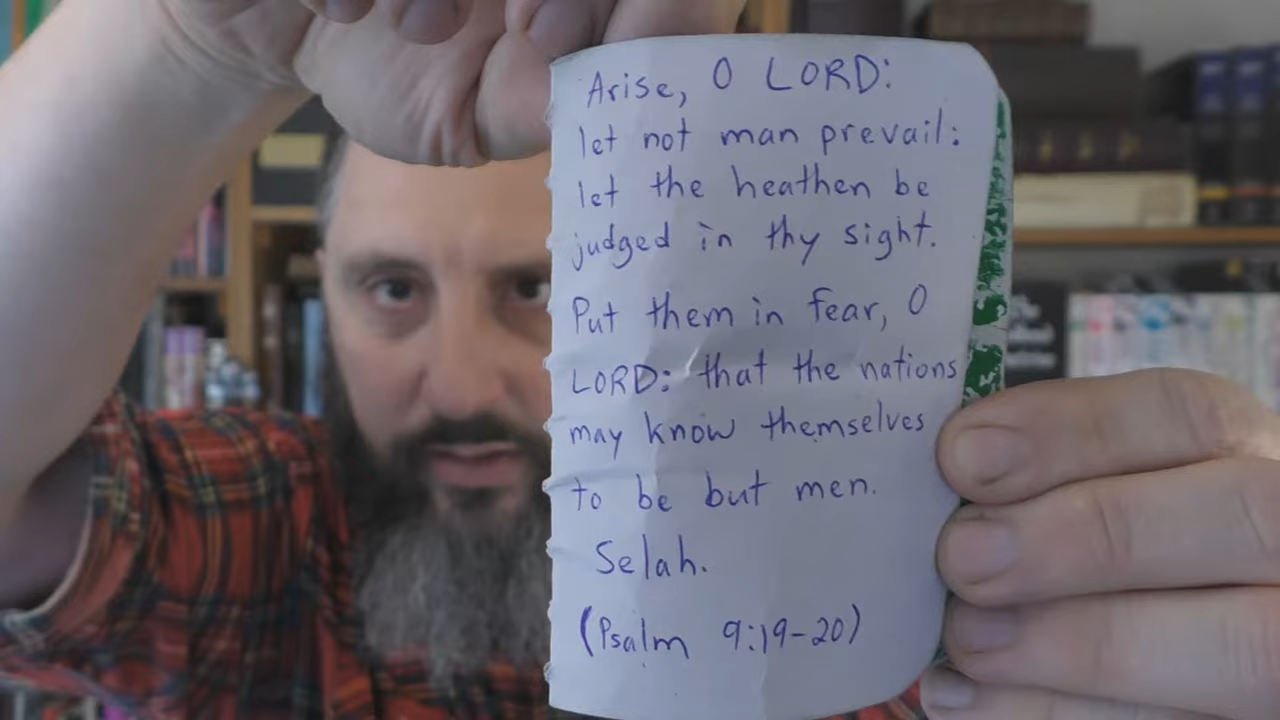 Arise, O LORD:
let not man prevail:
let the heathen be
judged in thy sight.
Put them in fear, O
LORD: that the nations
may know themselves
to be but men.
Selah.
(Psalm 9:19-20)